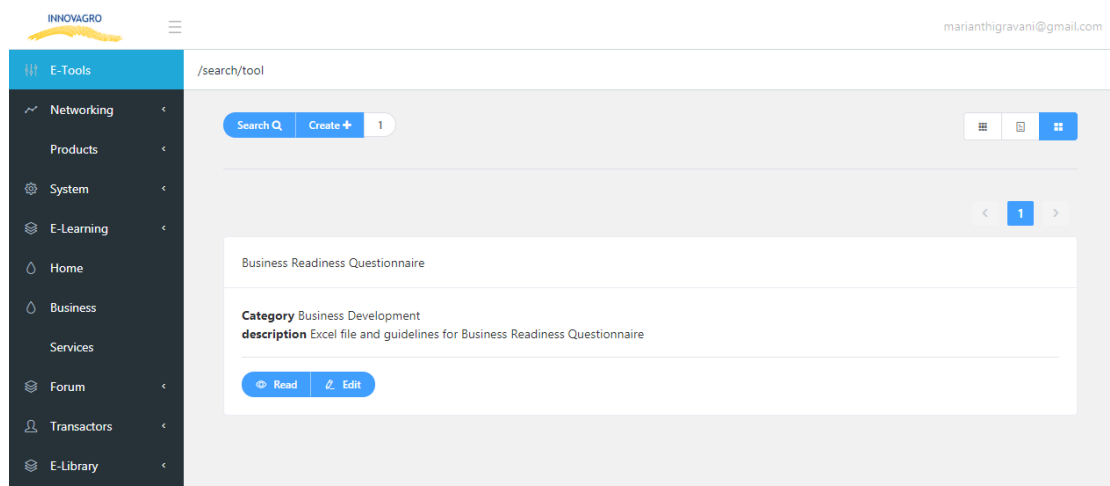 INNOVAGRO
marianthigravani@gmail.com
E-Tools
/search/tool
Networking
Products
System
E-Learning
Home
Business
Services
Forum
Transactors
E-Library
Search
Create
1
1
Business Readiness Questionnaire
Category Business Development
description Excel file and guidelines for Business Readiness Questionnaire
Read
Edit